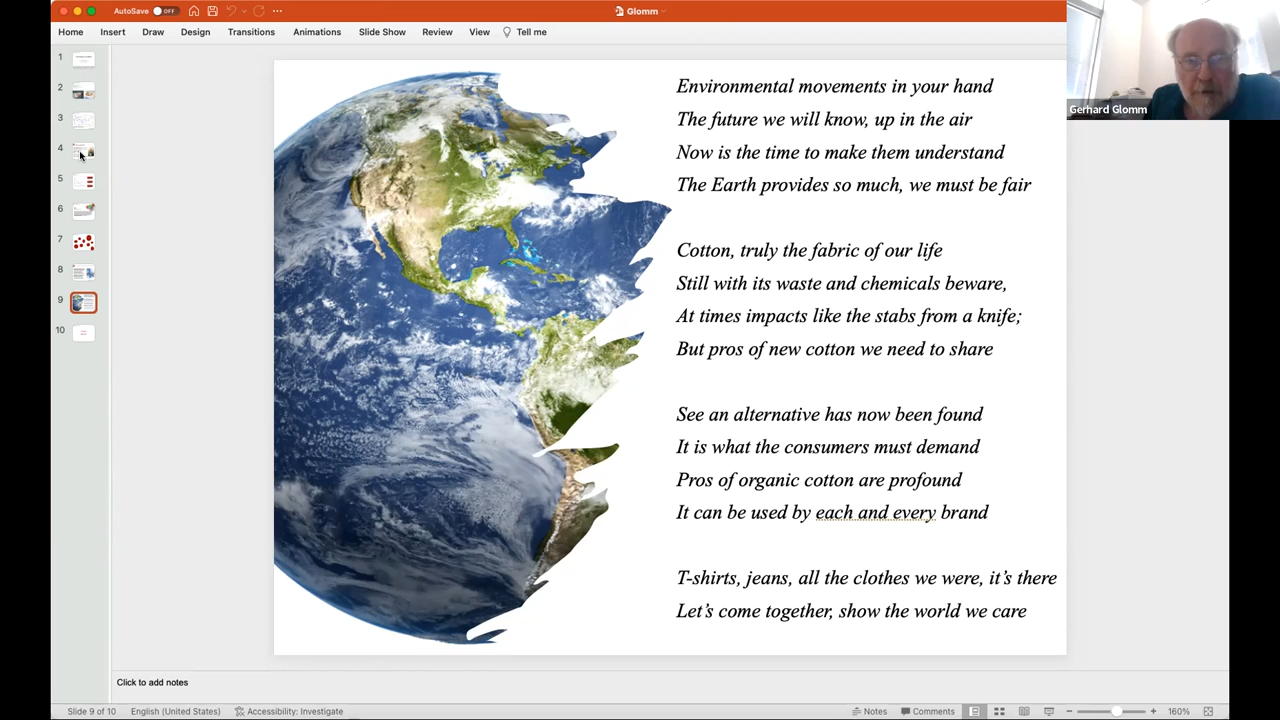 AutoSave OFF
Glomm
Home Insert Draw Design Transitions Animations Slide Show Review View Tell me
Gerhard Glomm
1
2
3
4
5
6
7
8
9
10
Environmental movements in your hand
The future we will know, up in the air
Now is the time to make them understand
The Earth provides so much, we must be fair
Cotton, truly the fabric of our life
Still with its waste and chemicals beware,
At times impacts like the stabs from a knife;
But pros of new cotton we need to share
See an alternative has now been found
It is what the consumers must demand
Pros of organic cotton are profound
It can be used by each and every brand
T-shirts, jeans, all the clothes we were, it's there
Let's come together, show the world we care
Click to add notes
Slide 9 of 10 English (United States) Accessibility: Investigate Notes Comments 160%